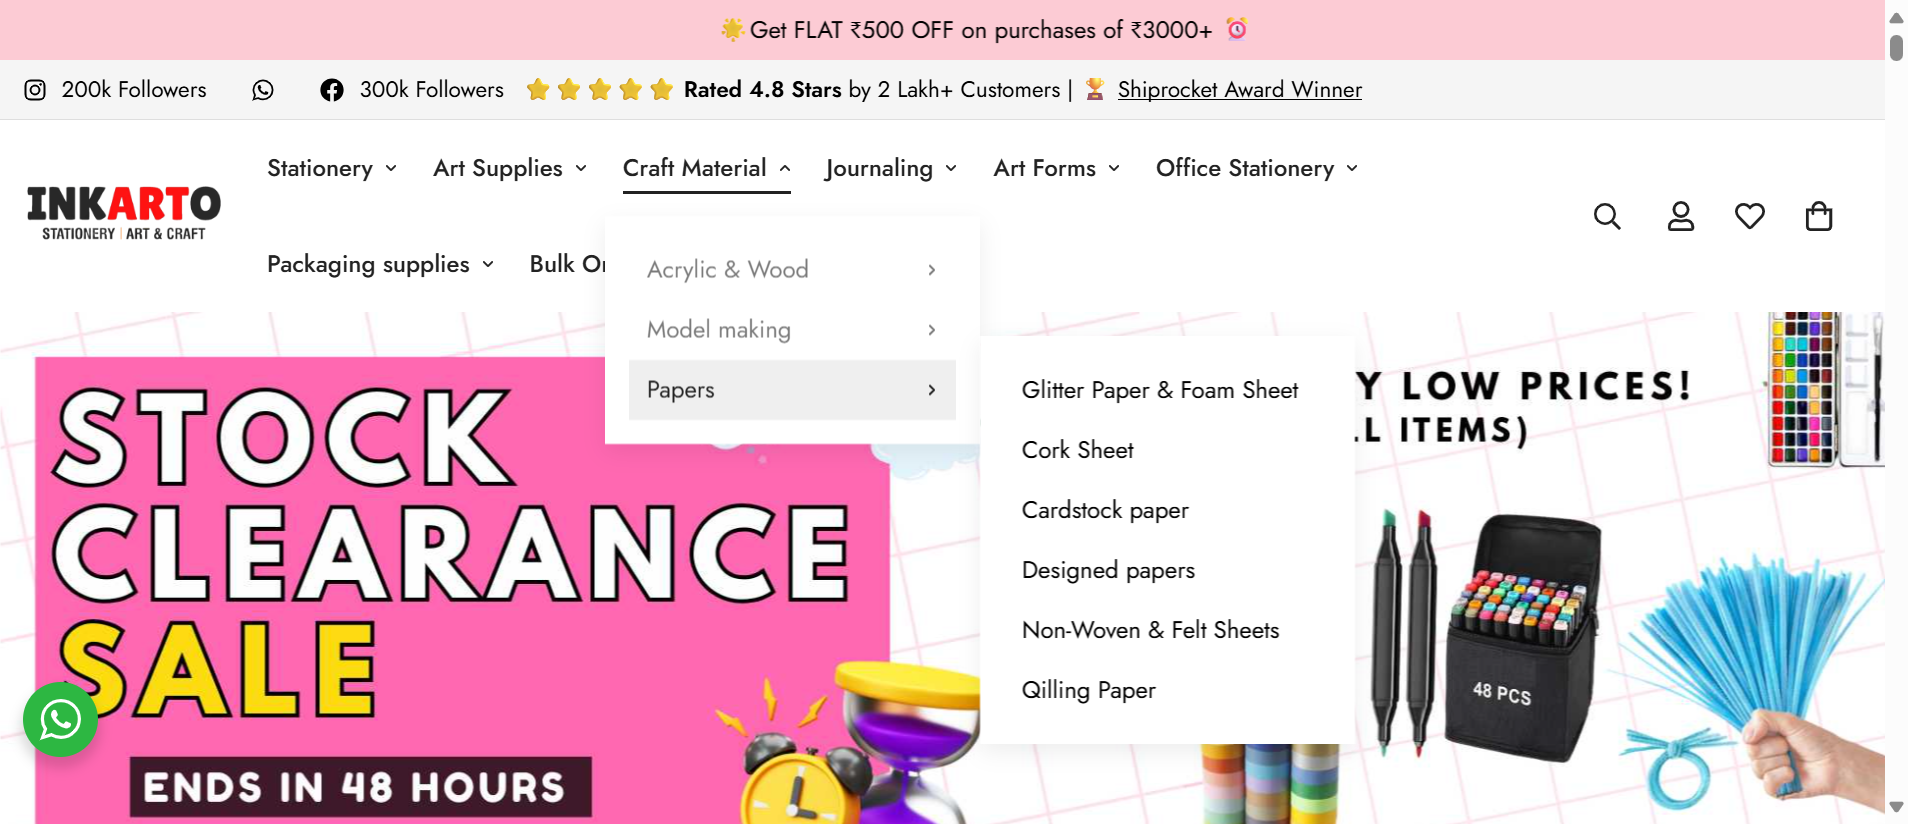 🌟 Get FLAT ₹500 OFF on purchases of ₹3000+ ⏰
200k Followers
300k Followers
Rated 4.8 Stars by 2 Lakh+ Customers | 🏆 Shiprocket Award Winner
INKARTO
STATIONERY | ART & CRAFT
Stationery
Art Supplies
Craft Material
Journaling
Art Forms
Office Stationery
Packaging supplies
Bulk Or
Acrylic & Wood
Model making
Papers
Glitter Paper & Foam Sheet
Cork Sheet
Cardstock paper
Designed papers
Non-Woven & Felt Sheets
Qilling Paper
STOCK
CLEARANCE
SALE
ENDS IN 48 HOURS
Y LOW PRICES!
LL ITEMS)
48 PCS